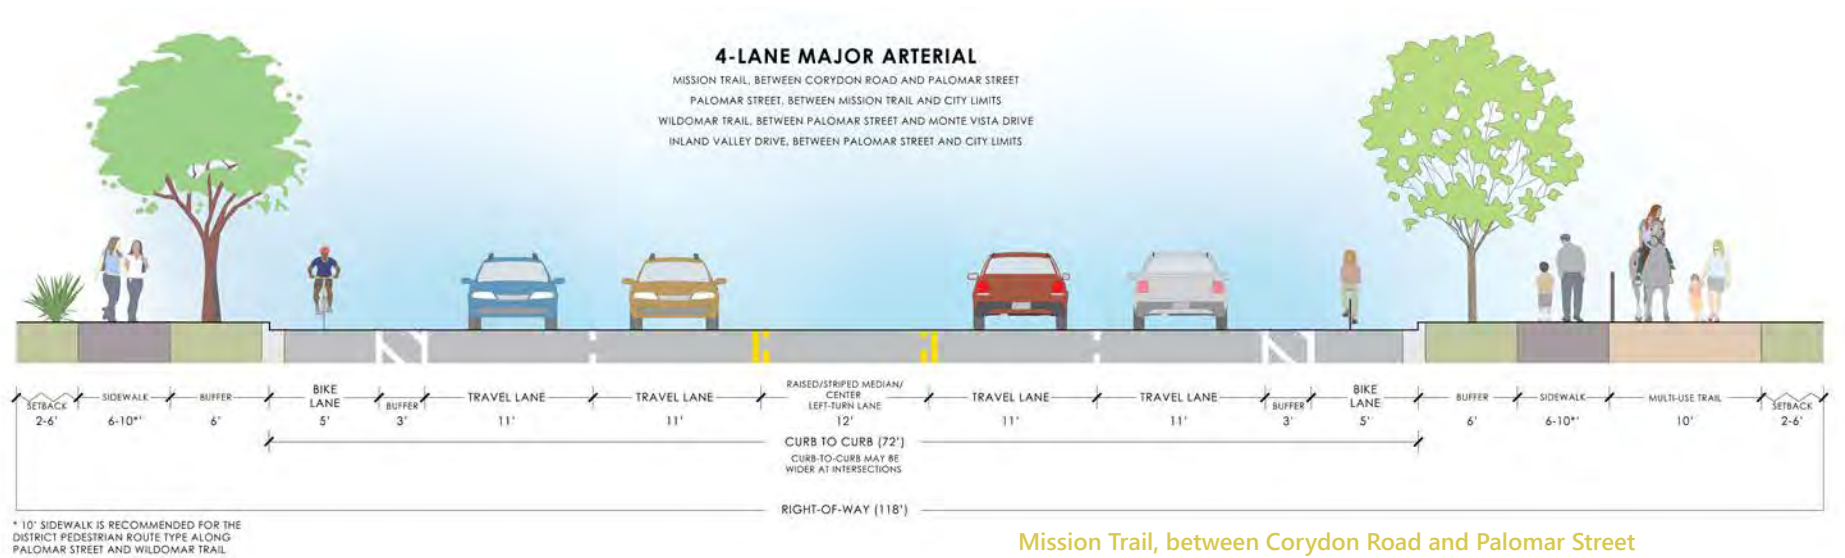 4-LANE MAJOR ARTERIAL
MISSION TRAIL, BETWEEN CORYDON ROAD AND PALOMAR STREET
PALOMAR STREET, BETWEEN MISSION TRAIL AND CITY LIMITS
WILDOMAR TRAIL, BETWEEN PALOMAR STREET AND MONTE VISTA DRIVE
INLAND VALLEY DRIVE, BETWEEN PALOMAR STREET AND CITY LIMITS
SETBACK
2-6'
SIDEWALK
6-10*'
BUFFER
6'
BIKE
LANE
5'
BUFFER
3'
TRAVEL LANE
11'
TRAVEL LANE
11'
RAISED/STRIPED MEDIAN/
CENTER
LEFT-TURN LANE
12'
TRAVEL LANE
11'
TRAVEL LANE
11'
BUFFER
3'
BIKE
LANE
5'
BUFFER
6'
SIDEWALK
6-10*'
MULTI-USE TRAIL
10'
SETBACK
2-6'
CURB TO CURB (72')
CURB-TO-CURB MAY BE
WIDER AT INTERSECTIONS
RIGHT-OF-WAY (118')
* 10' SIDEWALK IS RECOMMENDED FOR THE
DISTRICT PEDESTRIAN ROUTE TYPE ALONG
PALOMAR STREET AND WILDOMAR TRAIL
Mission Trail, between Corydon Road and Palomar Street